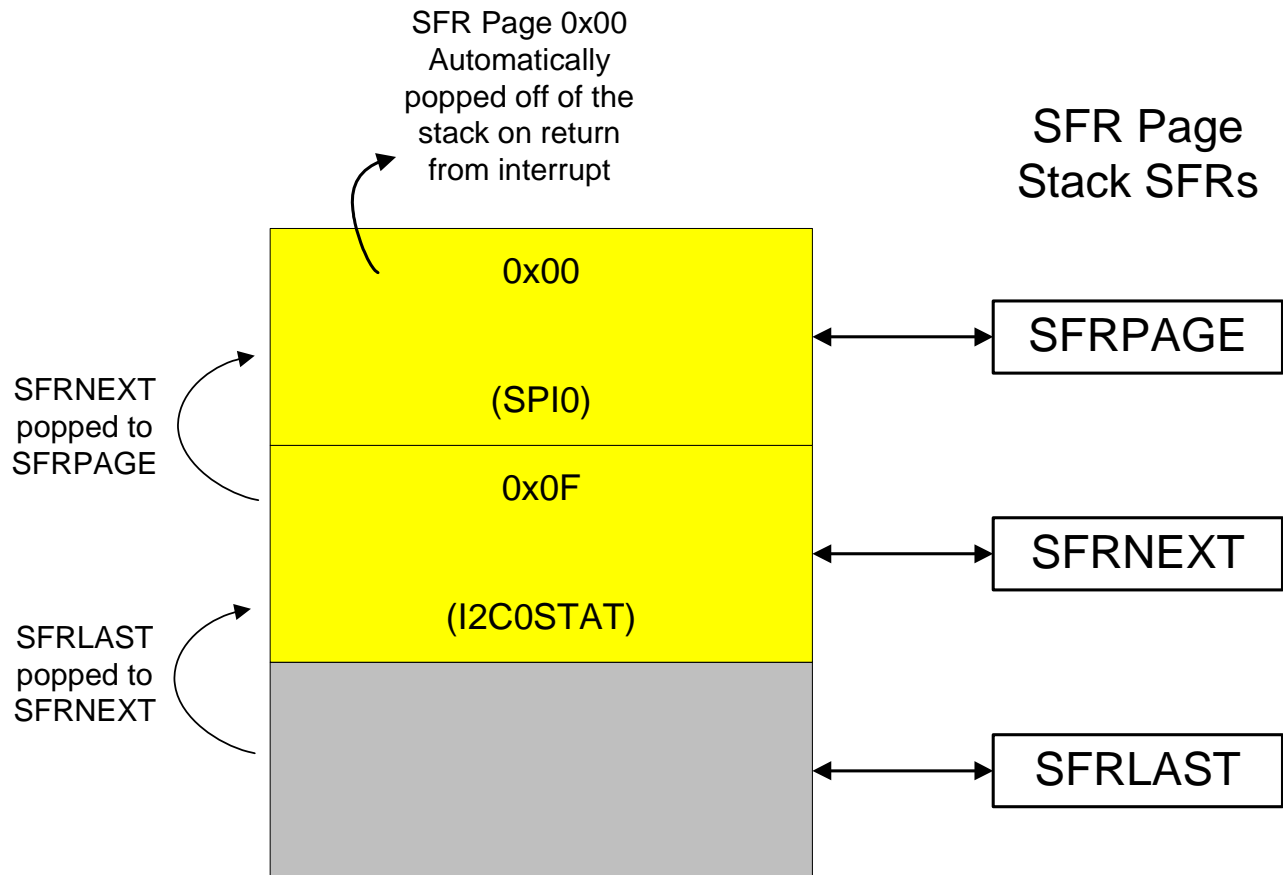 SFR Page 0x00
Automatically
popped off of the
stack on return
from interrupt
SFR Page
Stack SFRs
0x00
(SPI0)
SFRPAGE
SFRNEXT
popped to
SFRPAGE
0x0F
(I2C0STAT)
SFRNEXT
SFRLAST
popped to
SFRNEXT
SFRLAST